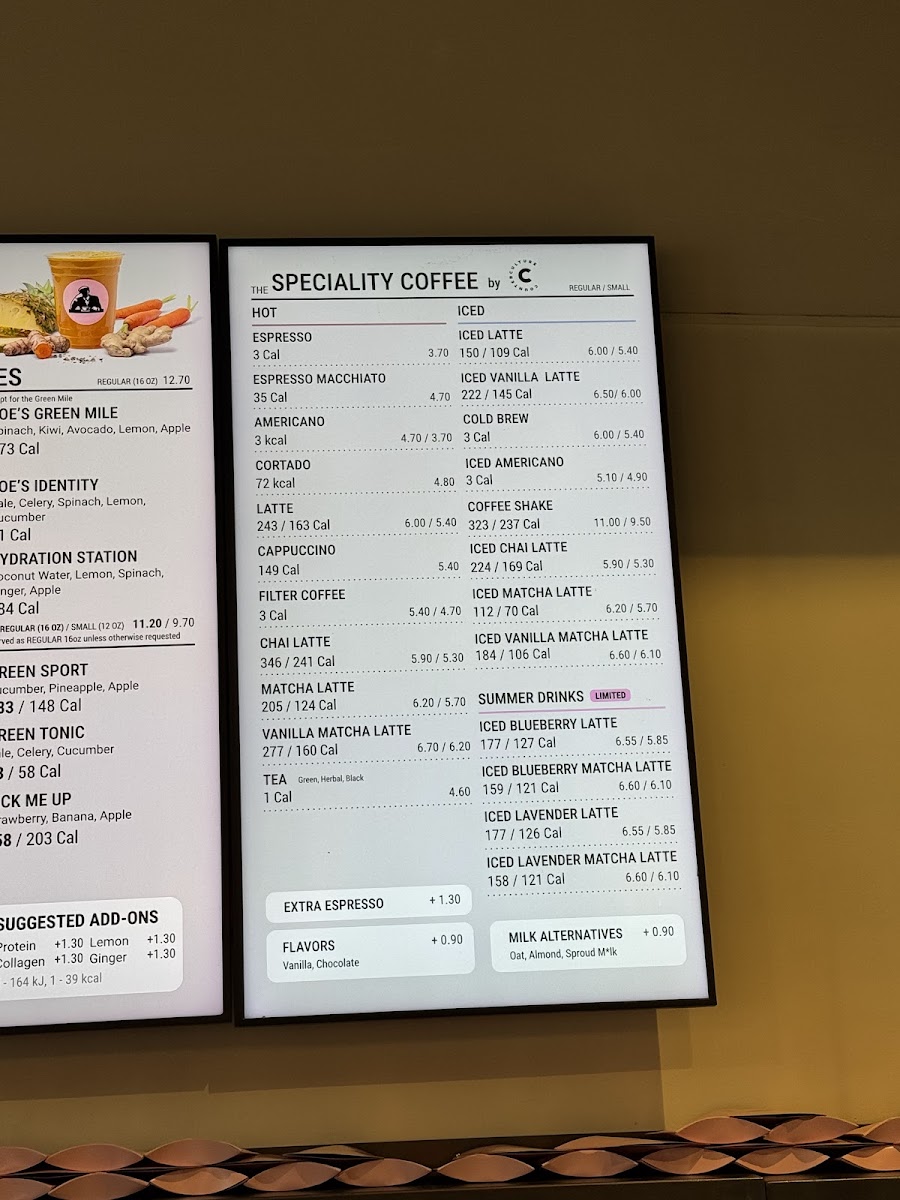 REGULAR (16 OZ) 12.70
pt for the Green Mile
OE'S GREEN MILE
pinach, Kiwi, Avocado, Lemon, Apple
73 Cal
OE'S IDENTITY
ale, Celery, Spinach, Lemon,
ucumber
1 Cal
YDRATION STATION
oconut Water, Lemon, Spinach,
nger, Apple
84 Cal
REGULAR (16 OZ) / SMALL (12 OZ) 11.20 / 9.70
ved as REGULAR 16oz unless otherwise requested
REEN SPORT
ucumber, Pineapple, Apple
33 / 148 Cal
REEN TONIC
le, Celery, Cucumber
/ 58 Cal
CK ME UP
rawberry, Banana, Apple
58 / 203 Cal
SUGGESTED ADD-ONS
Protein +1.30 Lemon +1.30
Collagen +1.30 Ginger +1.30
- 164 kJ, 1 - 39 kcal
THE SPECIALITY COFFEE by C
COUNTER CULTURE
REGULAR / SMALL
HOT
ESPRESSO
3 Cal 3.70
ESPRESSO MACCHIATO
35 Cal 4.70
AMERICANO
3 kcal 4.70 / 3.70
CORTADO
72 kcal 4.80
LATTE
243 / 163 Cal 6.00 / 5.40
CAPPUCCINO
149 Cal 5.40
FILTER COFFEE
3 Cal 5.40 / 4.70
CHAI LATTE
346 / 241 Cal 5.90 / 5.30
MATCHA LATTE
205 / 124 Cal 6.20 / 5.70
VANILLA MATCHA LATTE
277 / 160 Cal 6.70 / 6.20
TEA Green, Herbal, Black
1 Cal 4.60
EXTRA ESPRESSO + 1.30
FLAVORS + 0.90
Vanilla, Chocolate
ICED
ICED LATTE
150 / 109 Cal 6.00 / 5.40
ICED VANILLA LATTE
222 / 145 Cal 6.50/ 6.00
COLD BREW
3 Cal 6.00 / 5.40
ICED AMERICANO
3 Cal 5.10 / 4.90
COFFEE SHAKE
323 / 237 Cal 11.00 / 9.50
ICED CHAI LATTE
224 / 169 Cal 5.90 / 5.30
ICED MATCHA LATTE
112 / 70 Cal 6.20 / 5.70
ICED VANILLA MATCHA LATTE
184 / 106 Cal 6.60 / 6.10
SUMMER DRINKS LIMITED
ICED BLUEBERRY LATTE
177 / 127 Cal 6.55 / 5.85
ICED BLUEBERRY MATCHA LATTE
159 / 121 Cal 6.60 / 6.10
ICED LAVENDER LATTE
177 / 126 Cal 6.55 / 5.85
ICED LAVENDER MATCHA LATTE
158 / 121 Cal 6.60 / 6.10
MILK ALTERNATIVES + 0.90
Oat, Almond, Sproud M*lk